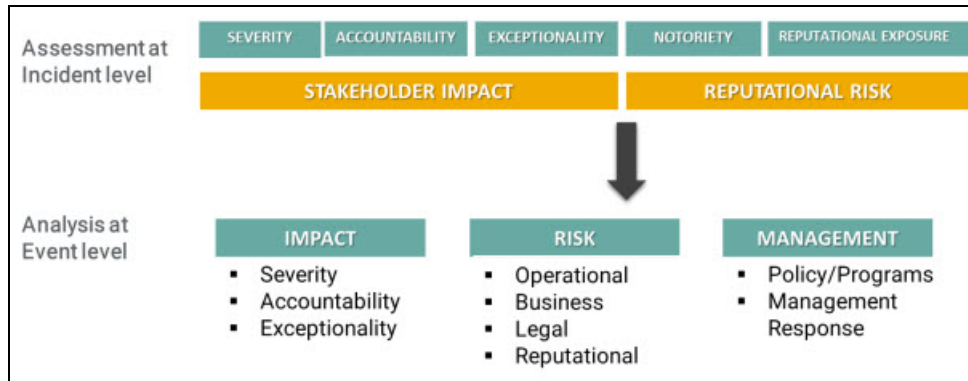 Assessment at
Incident level
SEVERITY
ACCOUNTABILITY
EXCEPTIONALITY
NOTORIETY
REPUTATIONAL EXPOSURE
STAKEHOLDER IMPACT
REPUTATIONAL RISK
Analysis at
Event level
IMPACT
▪ Severity
▪ Accountability
▪ Exceptionality
RISK
▪ Operational
▪ Business
▪ Legal
▪ Reputational
MANAGEMENT
▪ Policy/Programs
▪ Management
Response